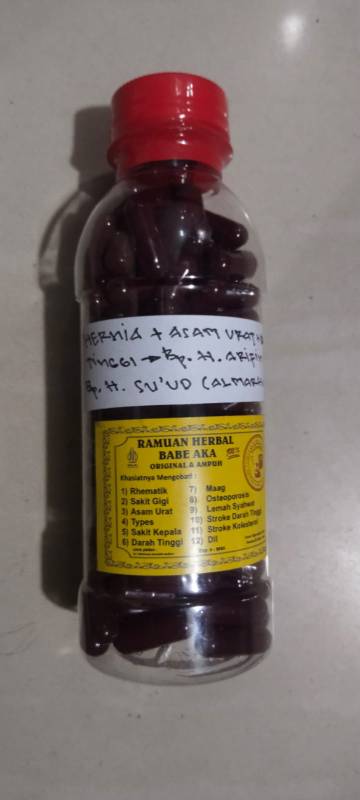 HERNIA + ASAM URAT
TINGGI → Bp. H. ARIFIN
Bp. H. SU'UD (ALMARH
RAMUAN HERBAL
BABE AKA
ORIGINAL & AMPUH
Khasiatnya Mengobati :
1) Rhematik
2) Sakit Gigi
3) Asam Urat
4) Types
5) Sakit Kepala
6) Darah Tinggi
7) Maag
8) Osteoporosis
9) Lemah Syahwat
10) Stroke Darah Tinggi
11) Stroke Kolesterol
12) Dll